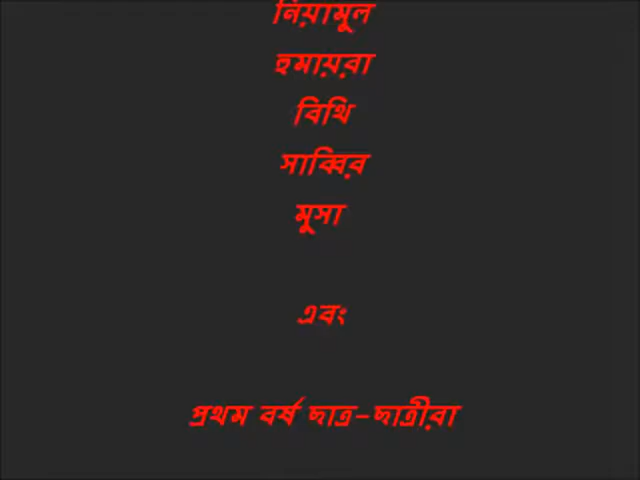 নিয়ামুল
হুমায়রা
বিথি
সাব্বির
মুসা
এবং
প্রথম বর্ষ ছাত্র-ছাত্রীরা